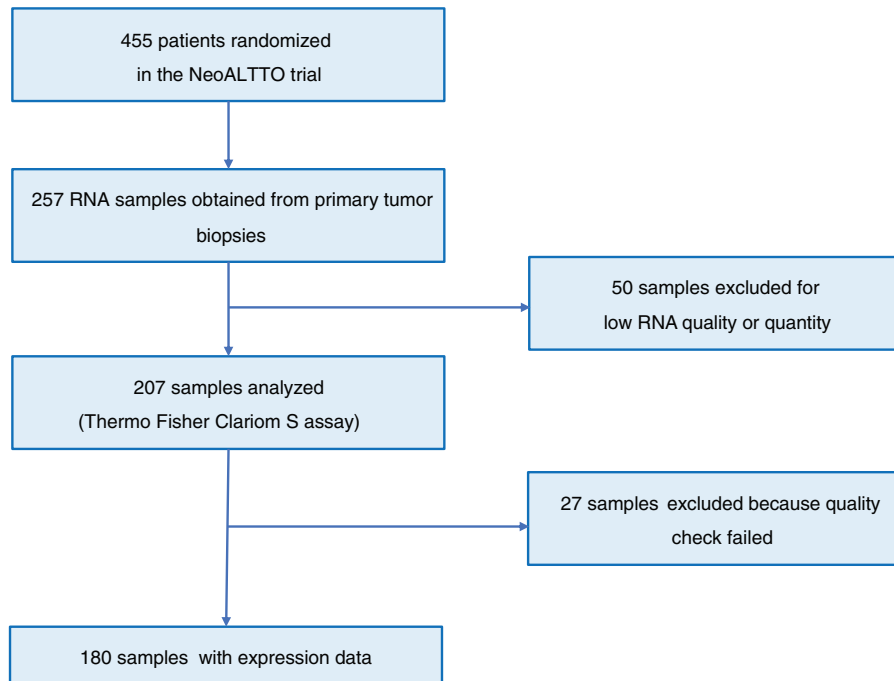 455 patients randomized
in the NeoALTTO trial
257 RNA samples obtained from primary tumor
biopsies
50 samples excluded for
low RNA quality or quantity
207 samples analyzed
(Thermo Fisher Clariom S assay)
27 samples excluded because quality
check failed
180 samples with expression data